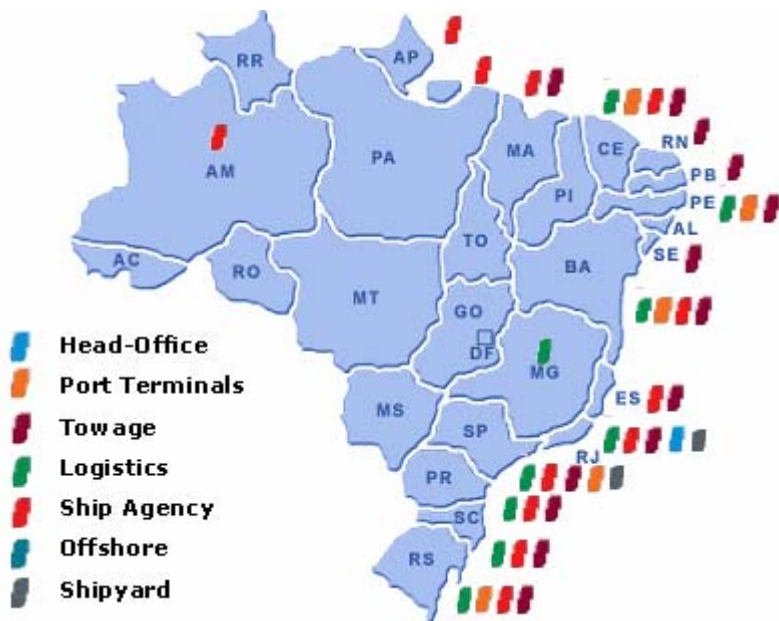 RR
AP
AM
PA
MA
CE
RN
PB
PI
PE
AL
SE
TO
AC
RO
BA
MT
GO
DF
MG
ES
MS
SP
RJ
PR
SC
RS
Head-Office
Port Terminals
Towage
Logistics
Ship Agency
Offshore
Shipyard